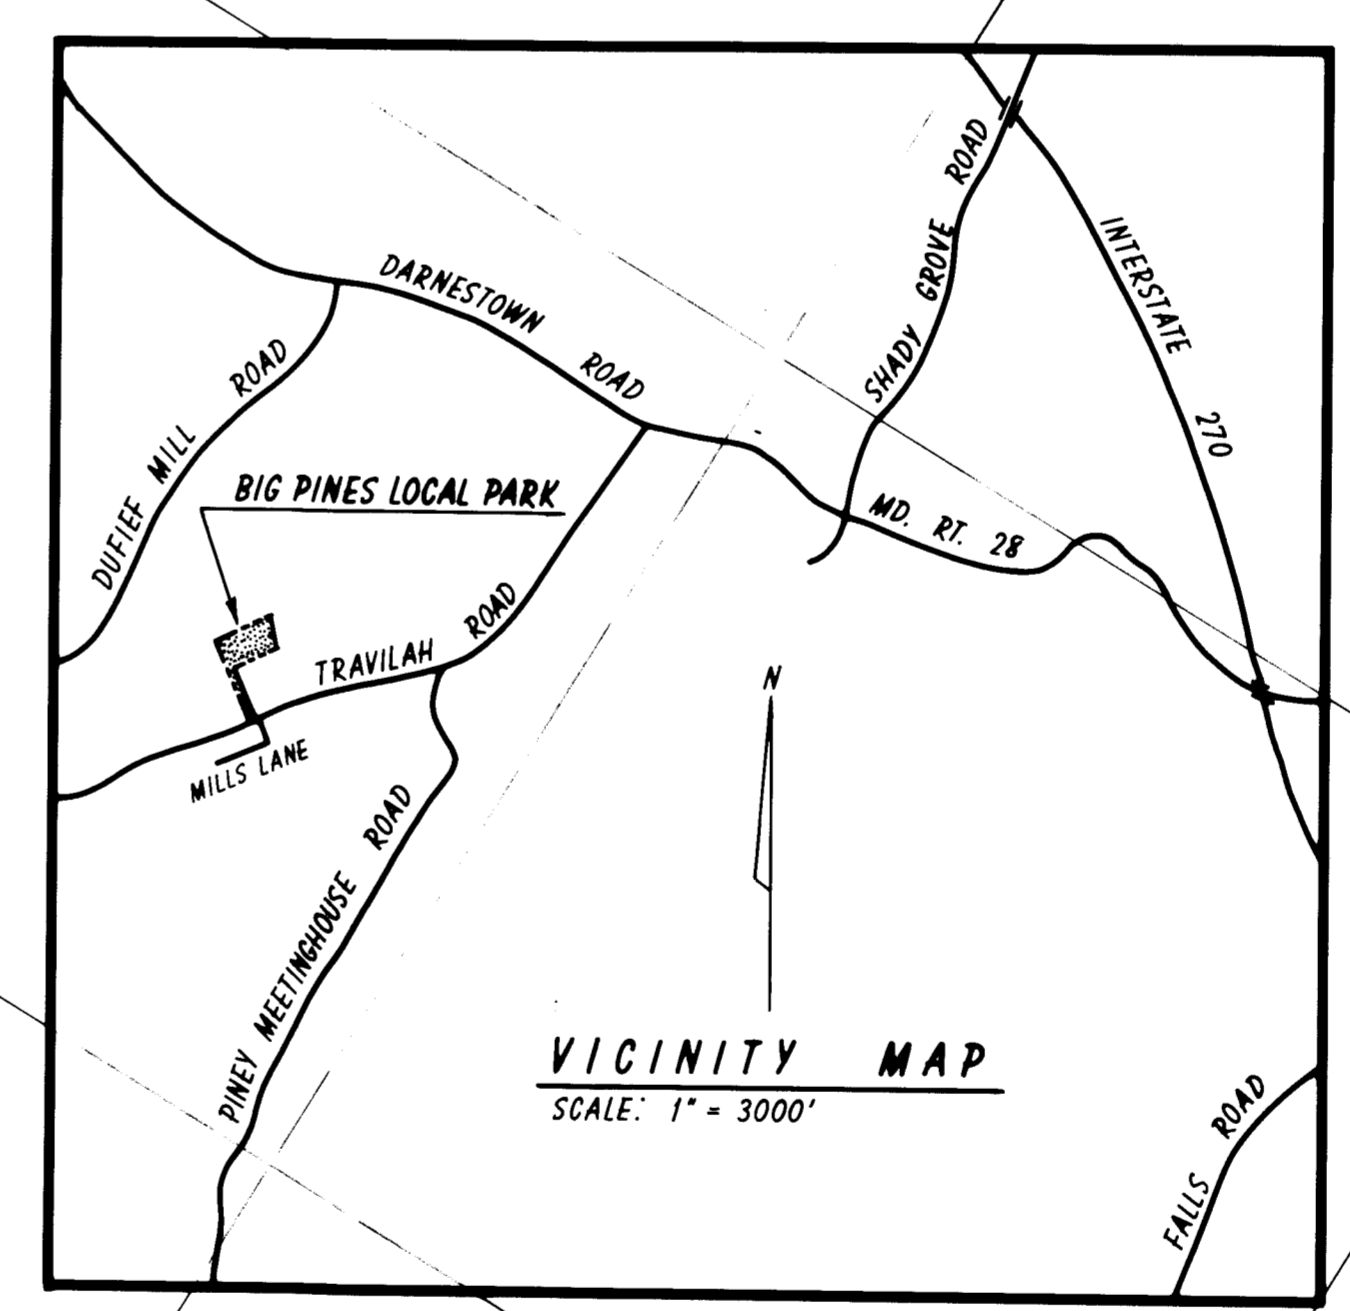 SHADY GROVE ROAD
INTERSTATE 270
DARNESTOWN ROAD
DUFIEF MILL ROAD
BIG PINES LOCAL PARK
MD. RT. 28
TRAVILAH ROAD
N
MILLS LANE
PINEY MEETINGHOUSE ROAD
VICINITY MAP
SCALE: 1" = 3000'
FALLS ROAD